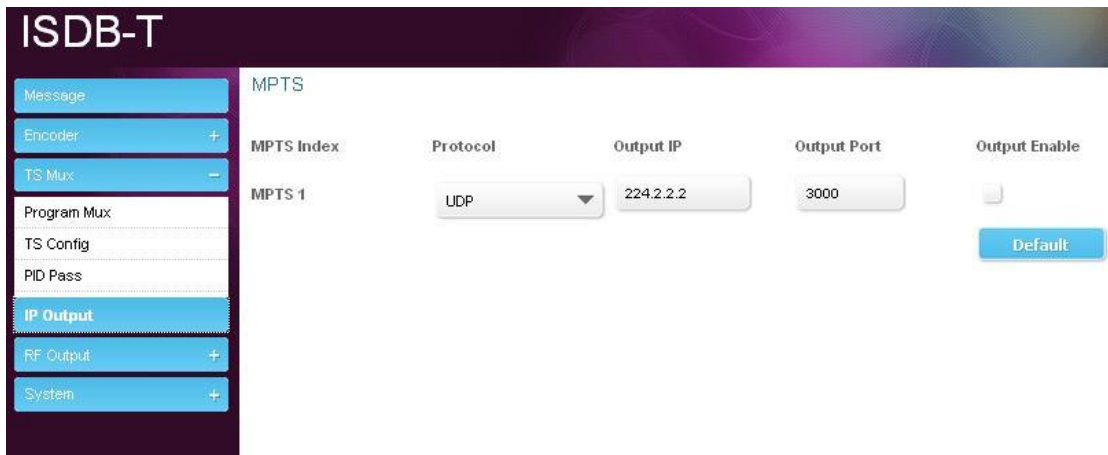 ISDB-T
Message
Encoder +
TS Mux −
Program Mux
TS Config
PID Pass
IP Output
RF Output +
System +
MPTS
MPTS Index Protocol Output IP Output Port Output Enable
MPTS 1 UDP 224.2.2.2 3000
Default